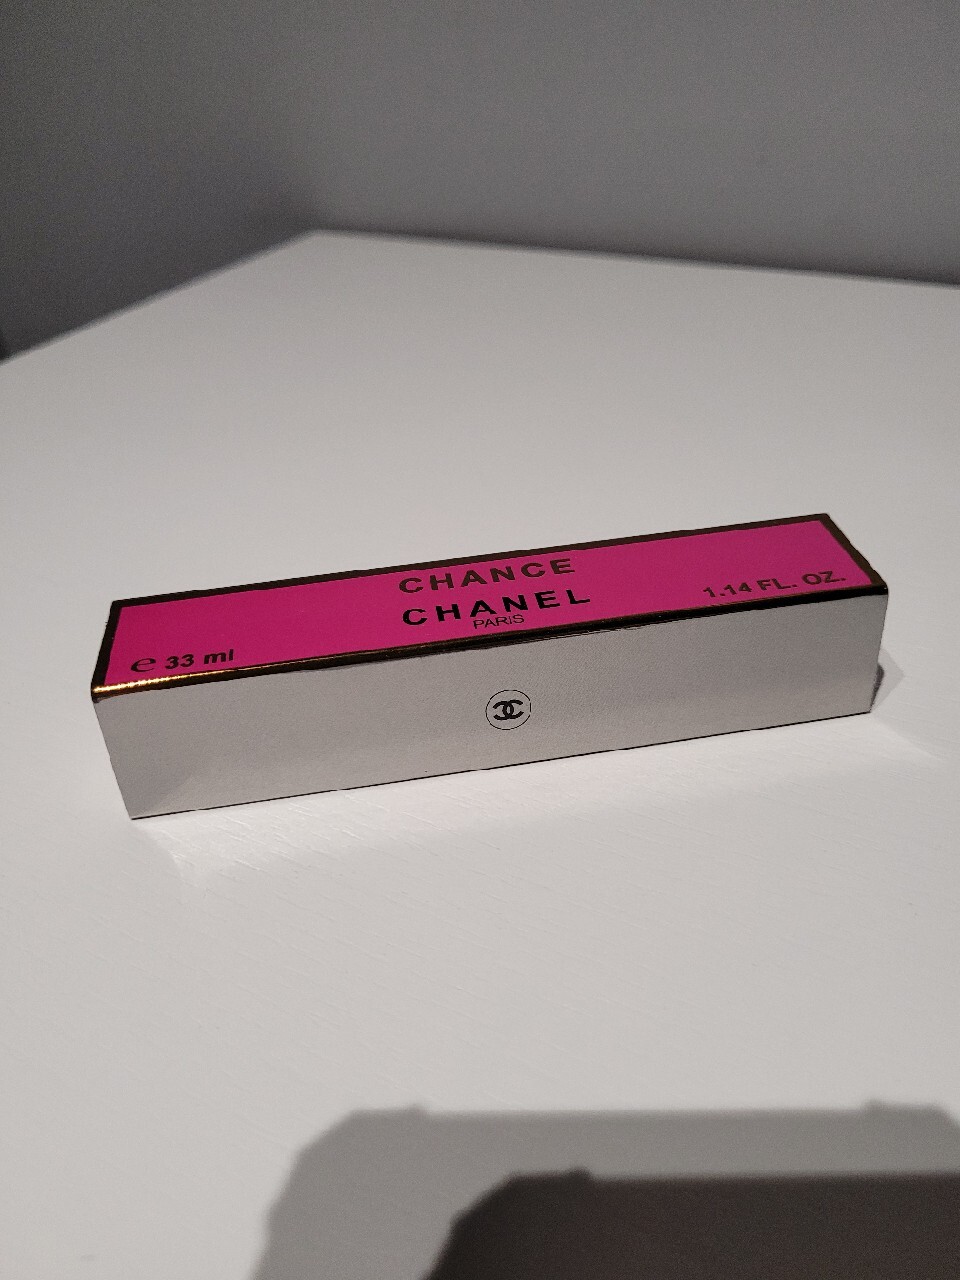 CHANCE
CHANEL
PARIS
℮ 33 ml
1.14 FL. OZ.